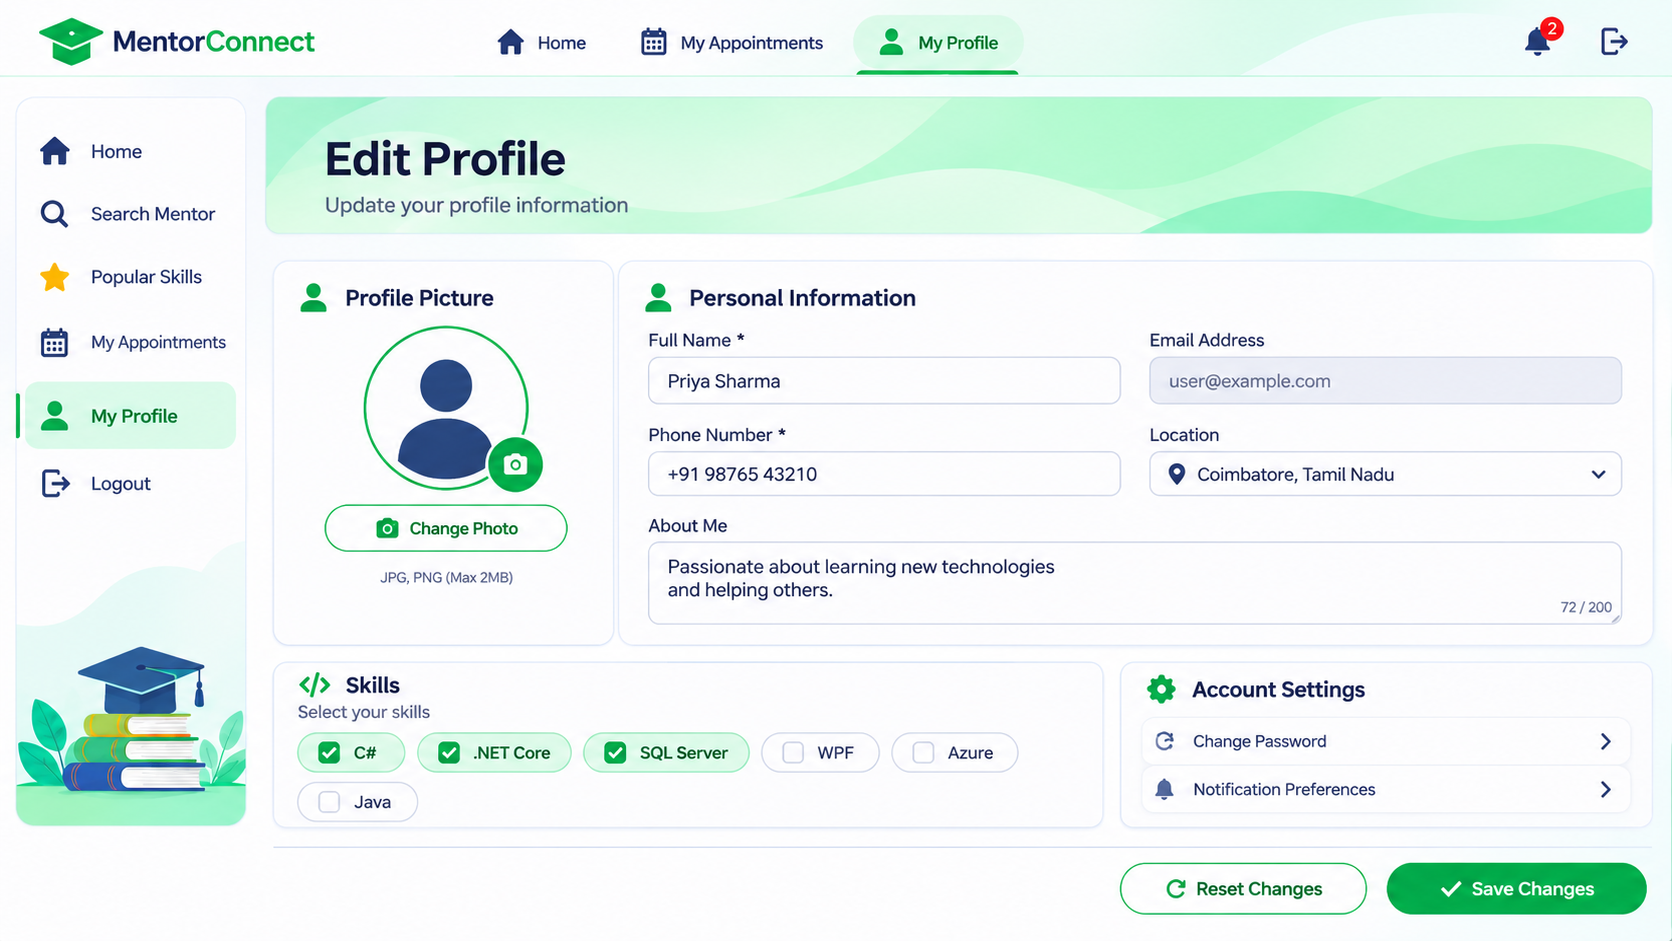 MentorConnect
Home
My Appointments
My Profile
2
Home
Search Mentor
Popular Skills
My Appointments
My Profile
Logout
Edit Profile
Update your profile information
Profile Picture
Change Photo
JPG, PNG (Max 2MB)
Personal Information
Full Name *
Priya Sharma
Email Address
user@example.com
Phone Number *
+91 98765 43210
Location
Coimbatore, Tamil Nadu
About Me
Passionate about learning new technologies
and helping others.
72 / 200
</> Skills
Select your skills
C#
.NET Core
SQL Server
WPF
Azure
Java
Account Settings
Change Password
Notification Preferences
Reset Changes
Save Changes